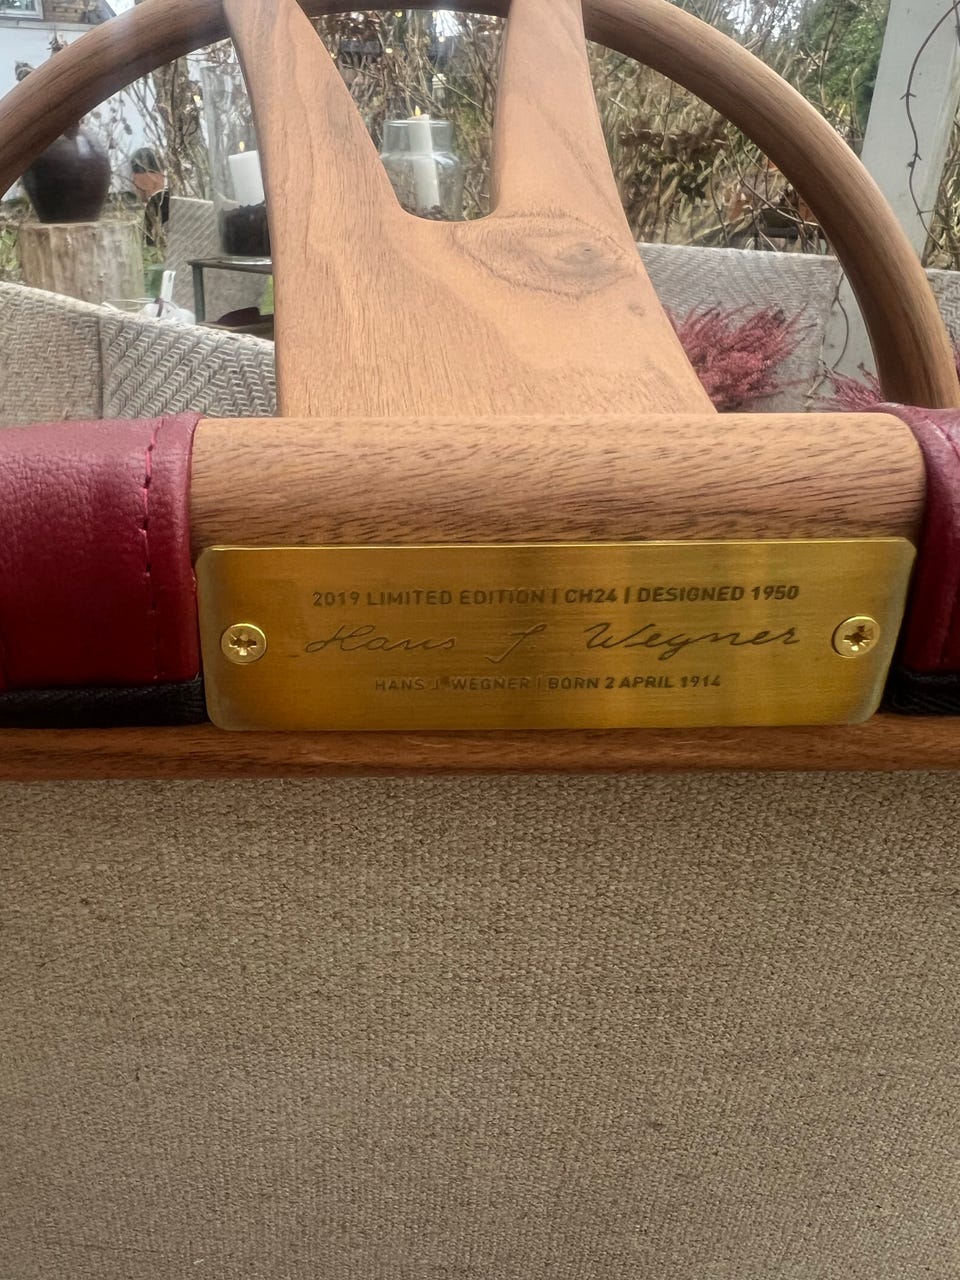 2019 LIMITED EDITION | CH24 | DESIGNED 1950
Hans J. Wegner
HANS J. WEGNER | BORN 2 APRIL 1914